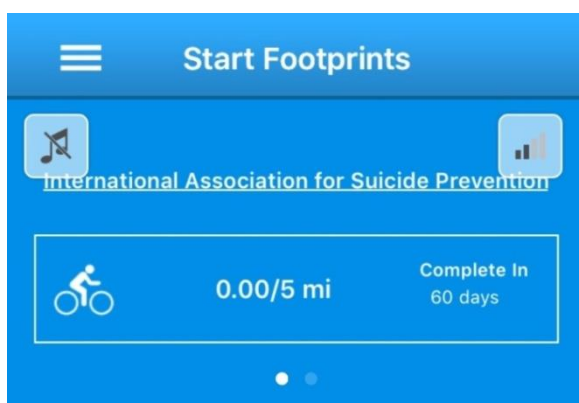 Start Footprints
International Association for Suicide Prevention
0.00/5 mi
Complete In
60 days